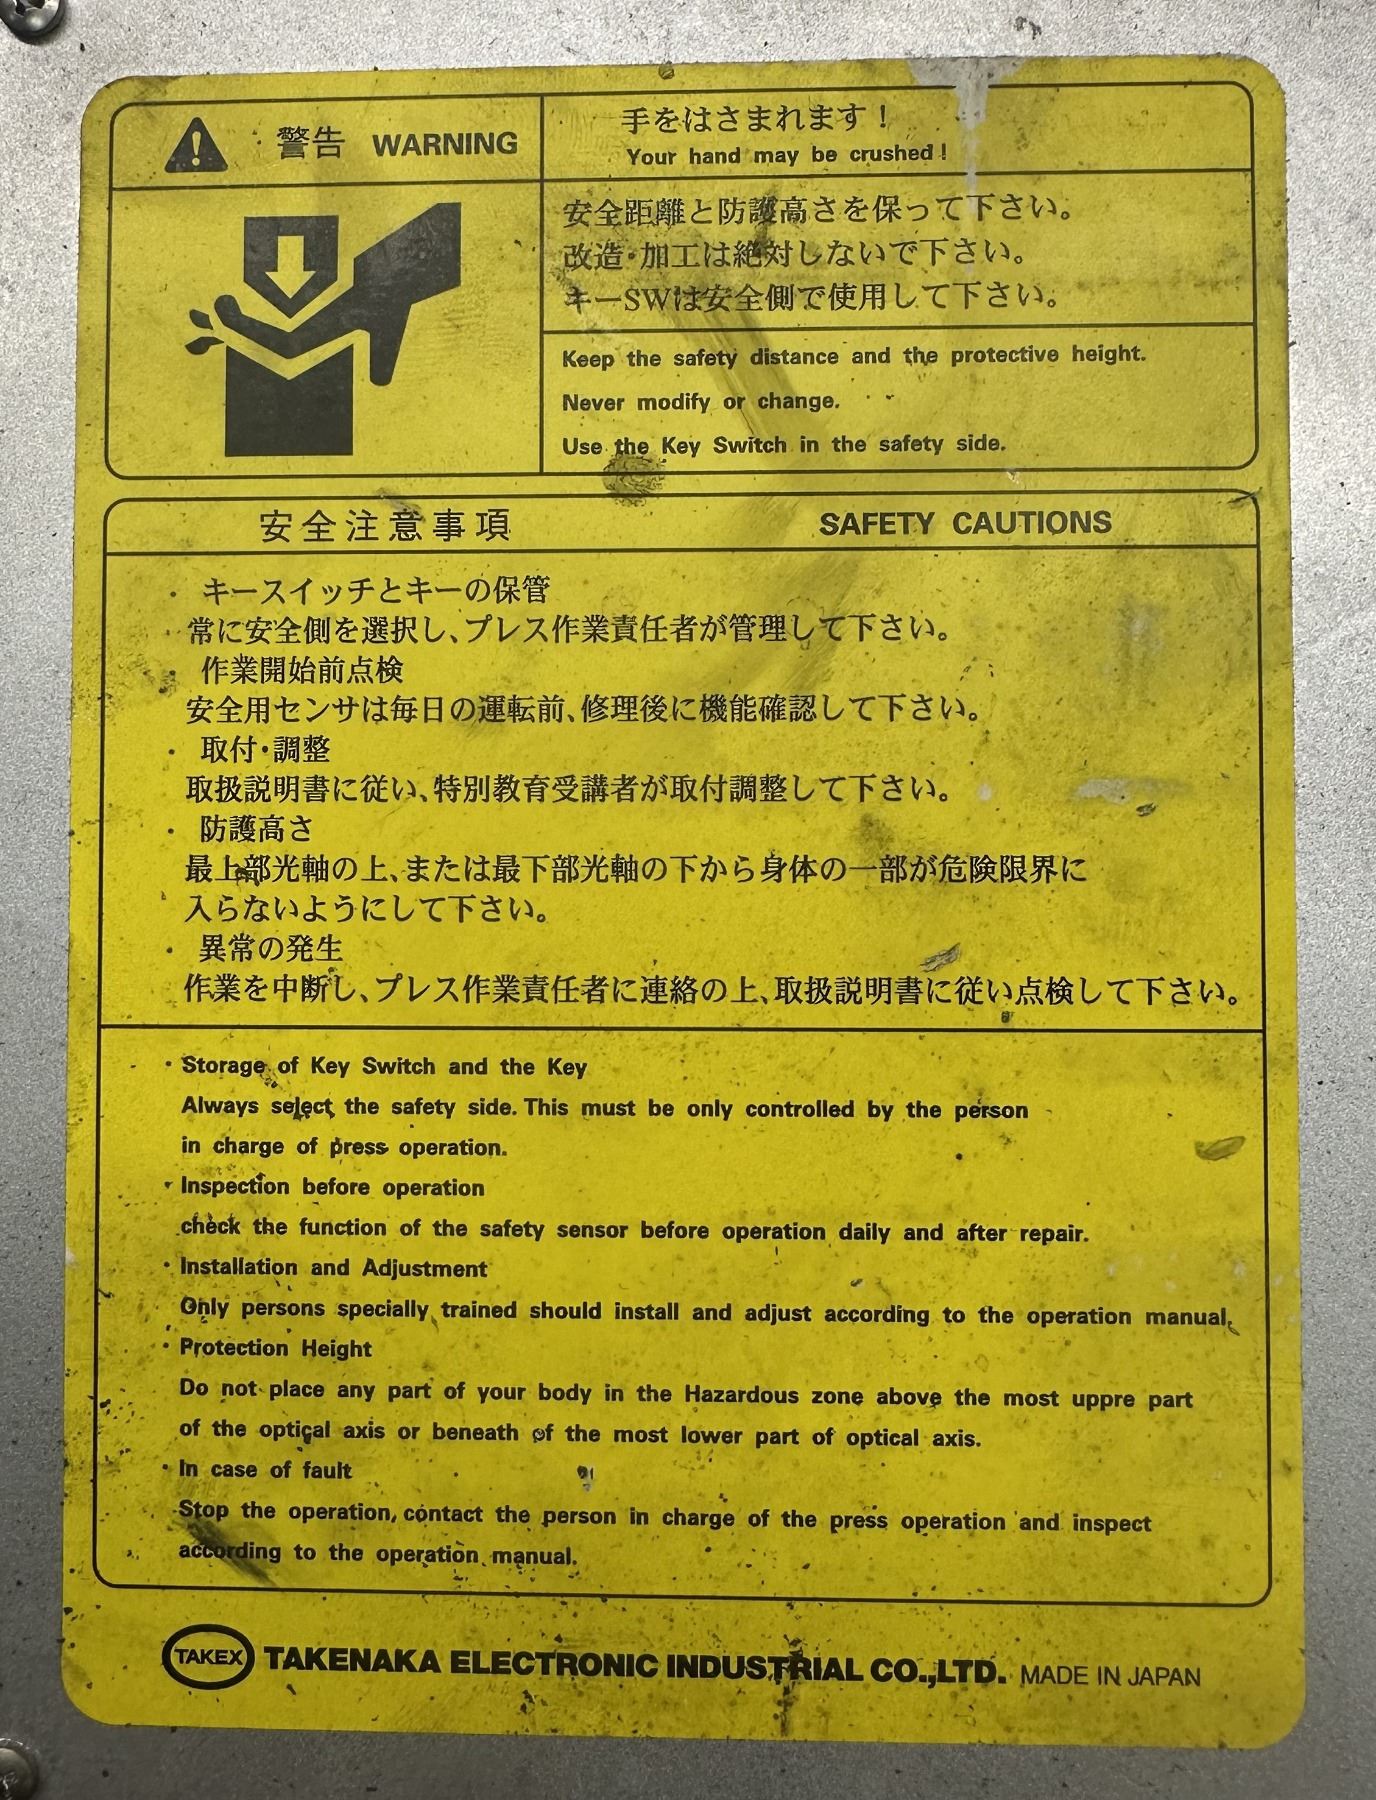 警告 WARNING
手をはさまれます!
Your hand may be crushed!
安全距離と防護高さを保って下さい。
改造・加工は絶対しないで下さい。
キーSWは安全側で使用して下さい。
Keep the safety distance and the protective height.
Never modify or change.
Use the Key Switch in the safety side.
安全注意事項 SAFETY CAUTIONS
・ キースイッチとキーの保管
常に安全側を選択し、プレス作業責任者が管理して下さい。
・ 作業開始前点検
安全用センサは毎日の運転前、修理後に機能確認して下さい。
・ 取付・調整
取扱説明書に従い、特別教育受講者が取付調整して下さい。
・ 防護高さ
最上部光軸の上、または最下部光軸の下から身体の一部が危険限界に
入らないようにして下さい。
・ 異常の発生
作業を中断し、プレス作業責任者に連絡の上、取扱説明書に従い点検して下さい。
・Storage of Key Switch and the Key
Always select the safety side. This must be only controlled by the person
in charge of press operation.
・Inspection before operation
check the function of the safety sensor before operation daily and after repair.
・Installation and Adjustment
Only persons specially trained should install and adjust according to the operation manual.
・Protection Height
Do not place any part of your body in the Hazardous zone above the most uppre part
of the optical axis or beneath of the most lower part of optical axis.
・In case of fault
Stop the operation, contact the person in charge of the press operation and inspect
according to the operation manual.
TAKEX TAKENAKA ELECTRONIC INDUSTRIAL CO.,LTD. MADE IN JAPAN